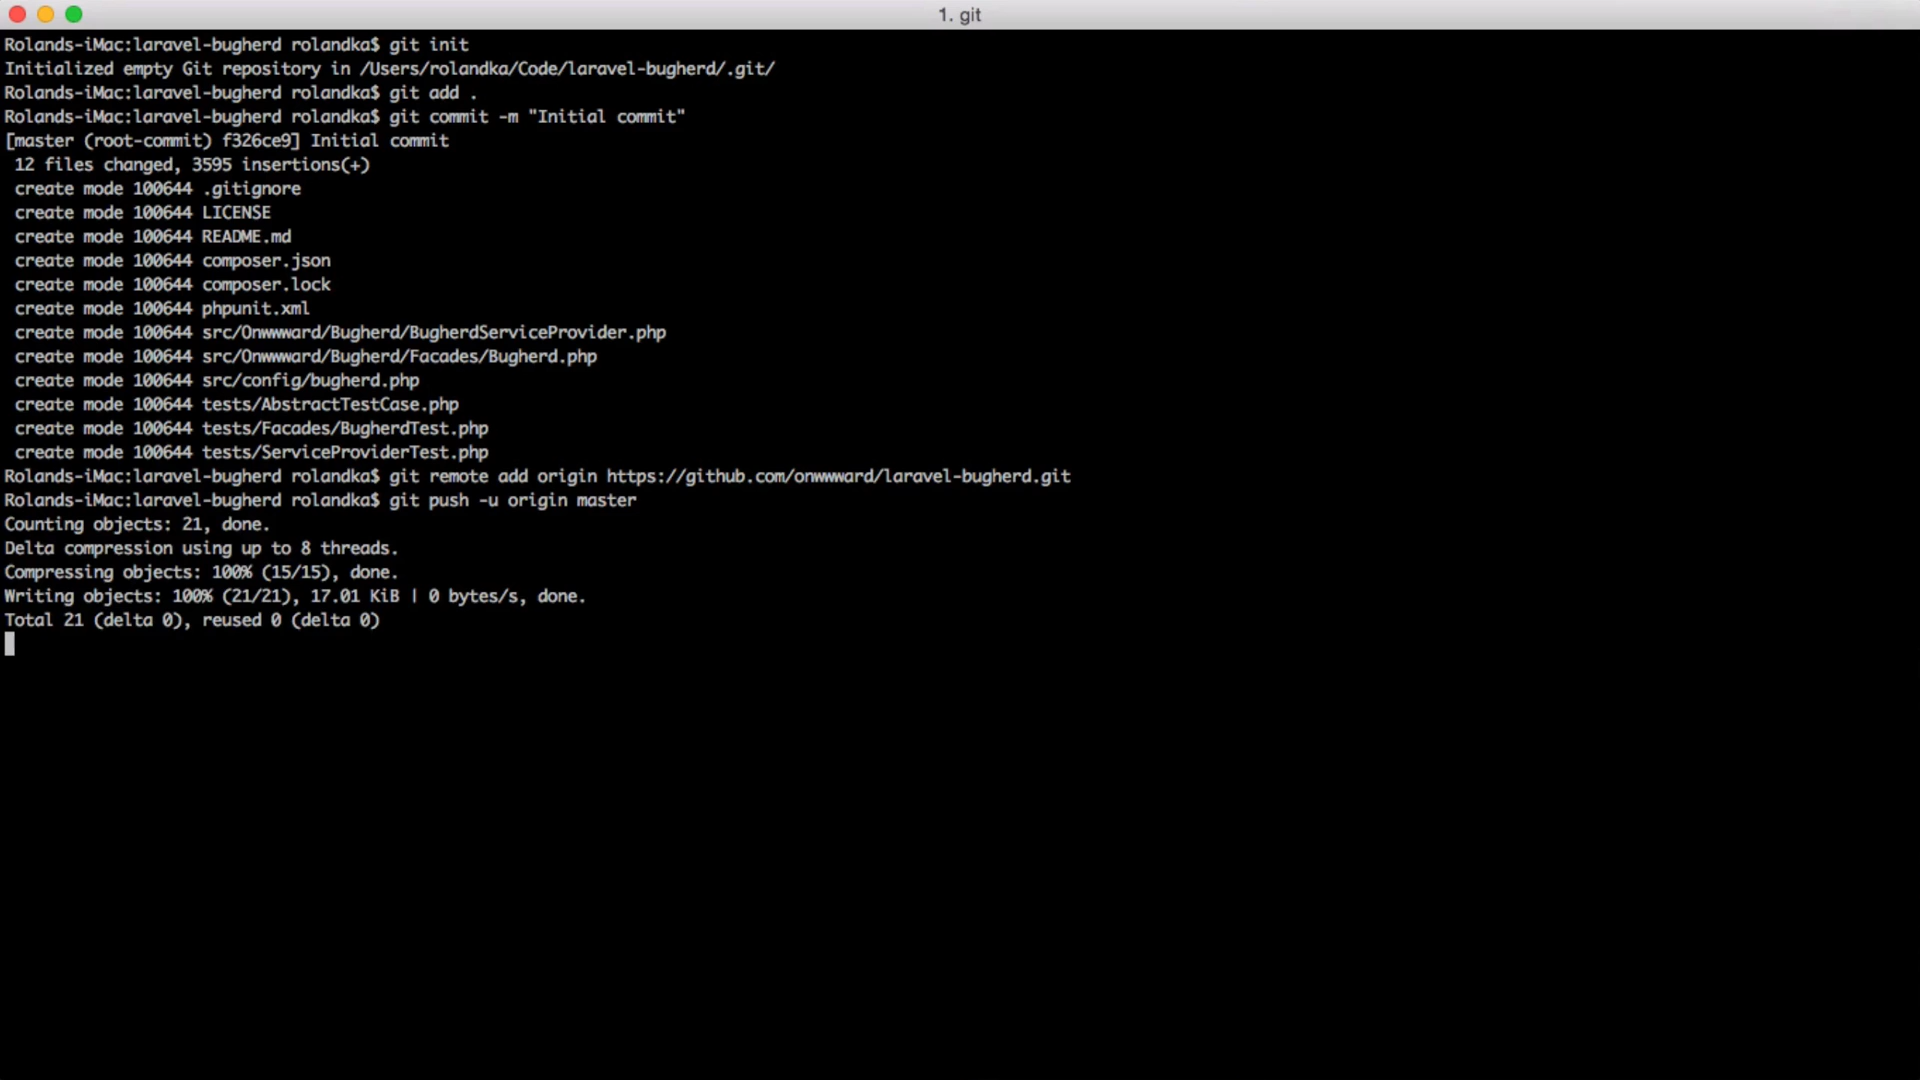 1. git
Rolands-iMac:laravel-bugherd rolandka$ git init
Initialized empty Git repository in /Users/rolandka/Code/laravel-bugherd/.git/
Rolands-iMac:laravel-bugherd rolandka$ git add .
Rolands-iMac:laravel-bugherd rolandka$ git commit -m "Initial commit"
[master (root-commit) f326ce9] Initial commit
 12 files changed, 3595 insertions(+)
 create mode 100644 .gitignore
 create mode 100644 LICENSE
 create mode 100644 README.md
 create mode 100644 composer.json
 create mode 100644 composer.lock
 create mode 100644 phpunit.xml
 create mode 100644 src/Onwwward/Bugherd/BugherdServiceProvider.php
 create mode 100644 src/Onwwward/Bugherd/Facades/Bugherd.php
 create mode 100644 src/config/bugherd.php
 create mode 100644 tests/AbstractTestCase.php
 create mode 100644 tests/Facades/BugherdTest.php
 create mode 100644 tests/ServiceProviderTest.php
Rolands-iMac:laravel-bugherd rolandka$ git remote add origin https://github.com/onwwward/laravel-bugherd.git
Rolands-iMac:laravel-bugherd rolandka$ git push -u origin master
Counting objects: 21, done.
Delta compression using up to 8 threads.
Compressing objects: 100% (15/15), done.
Writing objects: 100% (21/21), 17.01 KiB | 0 bytes/s, done.
Total 21 (delta 0), reused 0 (delta 0)